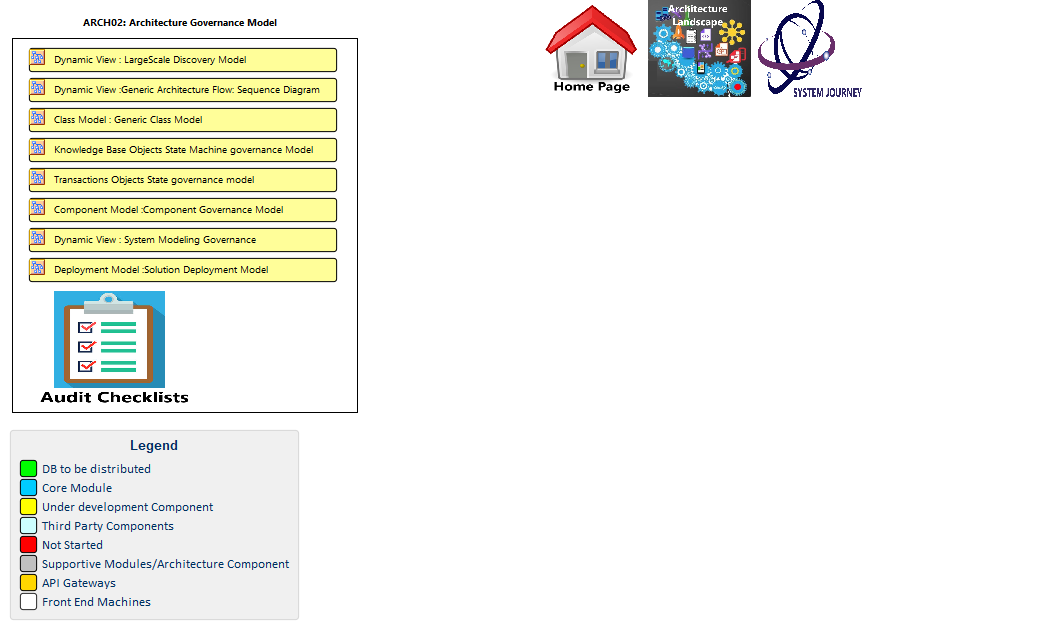 ARCH02: Architecture Governance Model
Dynamic View : LargeScale Discovery Model
Dynamic View :Generic Architecture Flow: Sequence Diagram
Class Model : Generic Class Model
Knowledge Base Objects State Machine governance Model
Transactions Objects State governance model
Component Model :Component Governance Model
Dynamic View : System Modeling Governance
Deployment Model :Solution Deployment Model
Audit Checklists
Home Page
Architecture
Landscape
SYSTEM JOURNEY
Legend
DB to be distributed
Core Module
Under development Component
Third Party Components
Not Started
Supportive Modules/Architecture Component
API Gateways
Front End Machines